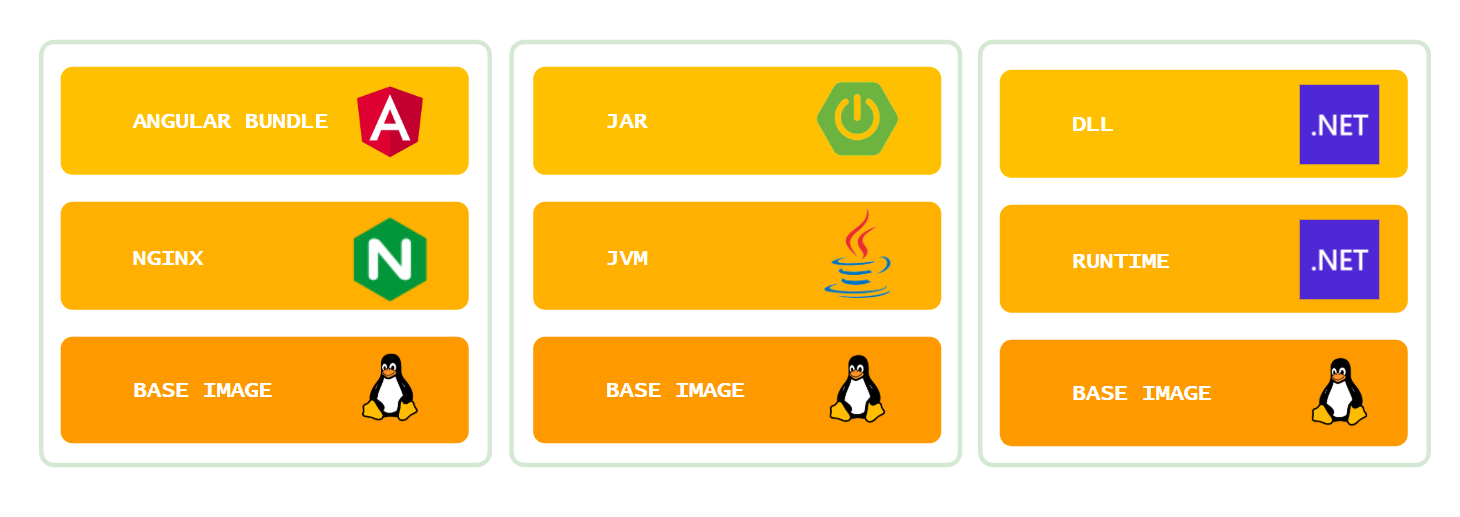 ANGULAR BUNDLE
NGINX
BASE IMAGE
JAR
JVM
BASE IMAGE
DLL
.NET
RUNTIME
.NET
BASE IMAGE